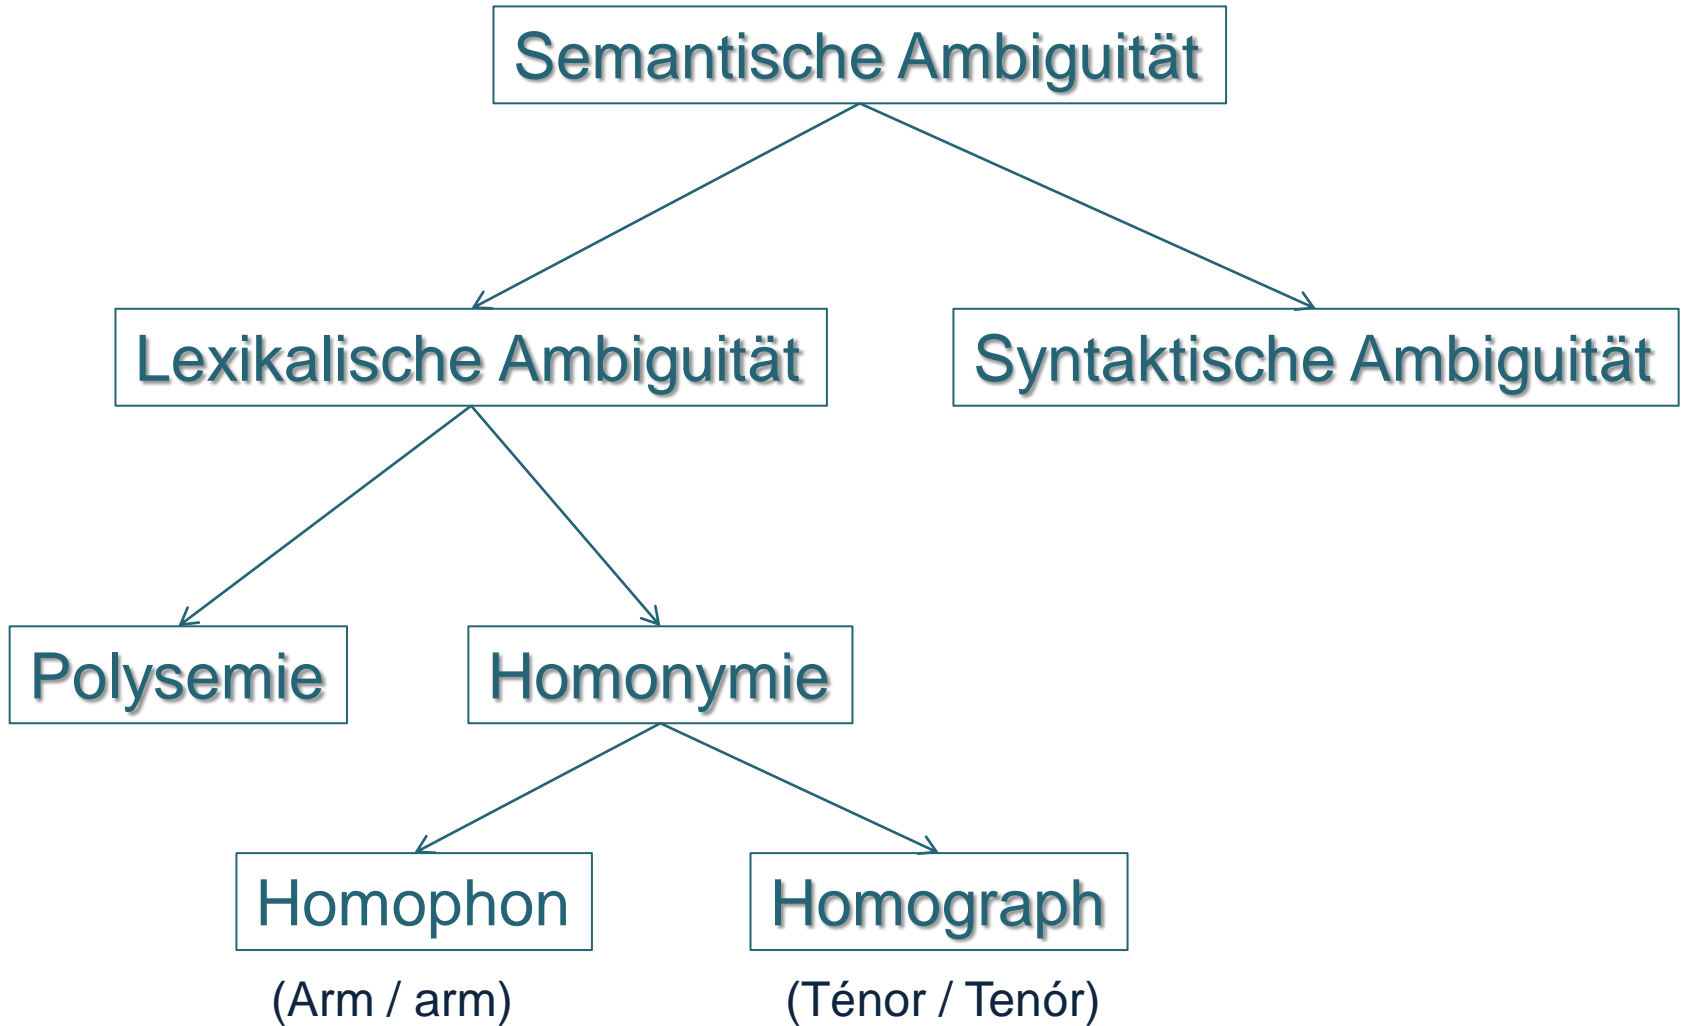 Semantische Ambiguität
Lexikalische Ambiguität
Syntaktische Ambiguität
Polysemie
Homonymie
Homophon
Homograph
(Arm / arm)
(Ténor / Tenór)